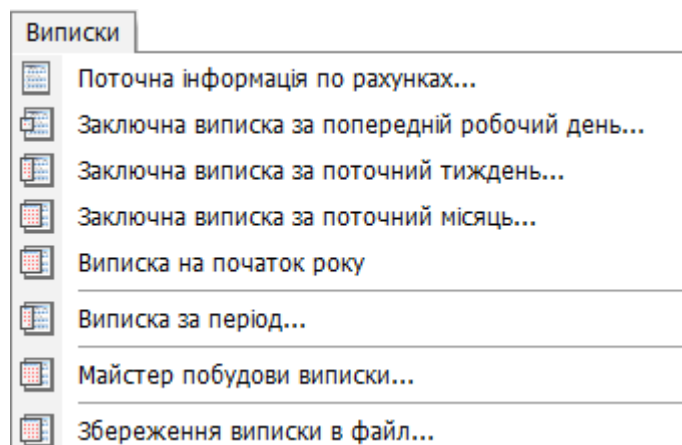 Виписки
Поточна інформація по рахунках...
Заключна виписка за попередній робочий день...
Заключна виписка за поточний тиждень...
Заключна виписка за поточний місяць...
Виписка на початок року
Виписка за період...
Майстер побудови виписки...
Збереження виписки в файл...